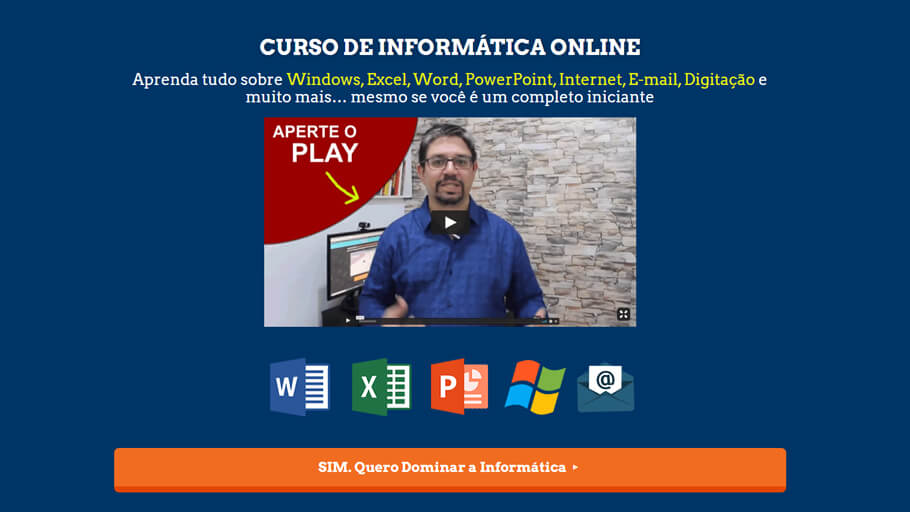 CURSO DE INFORMÁTICA ONLINE
Aprenda tudo sobre Windows, Excel, Word, PowerPoint, Internet, E-mail, Digitação e
muito mais... mesmo se você é um completo iniciante
APERTE O
PLAY
W X P @
SIM. Quero Dominar a Informática